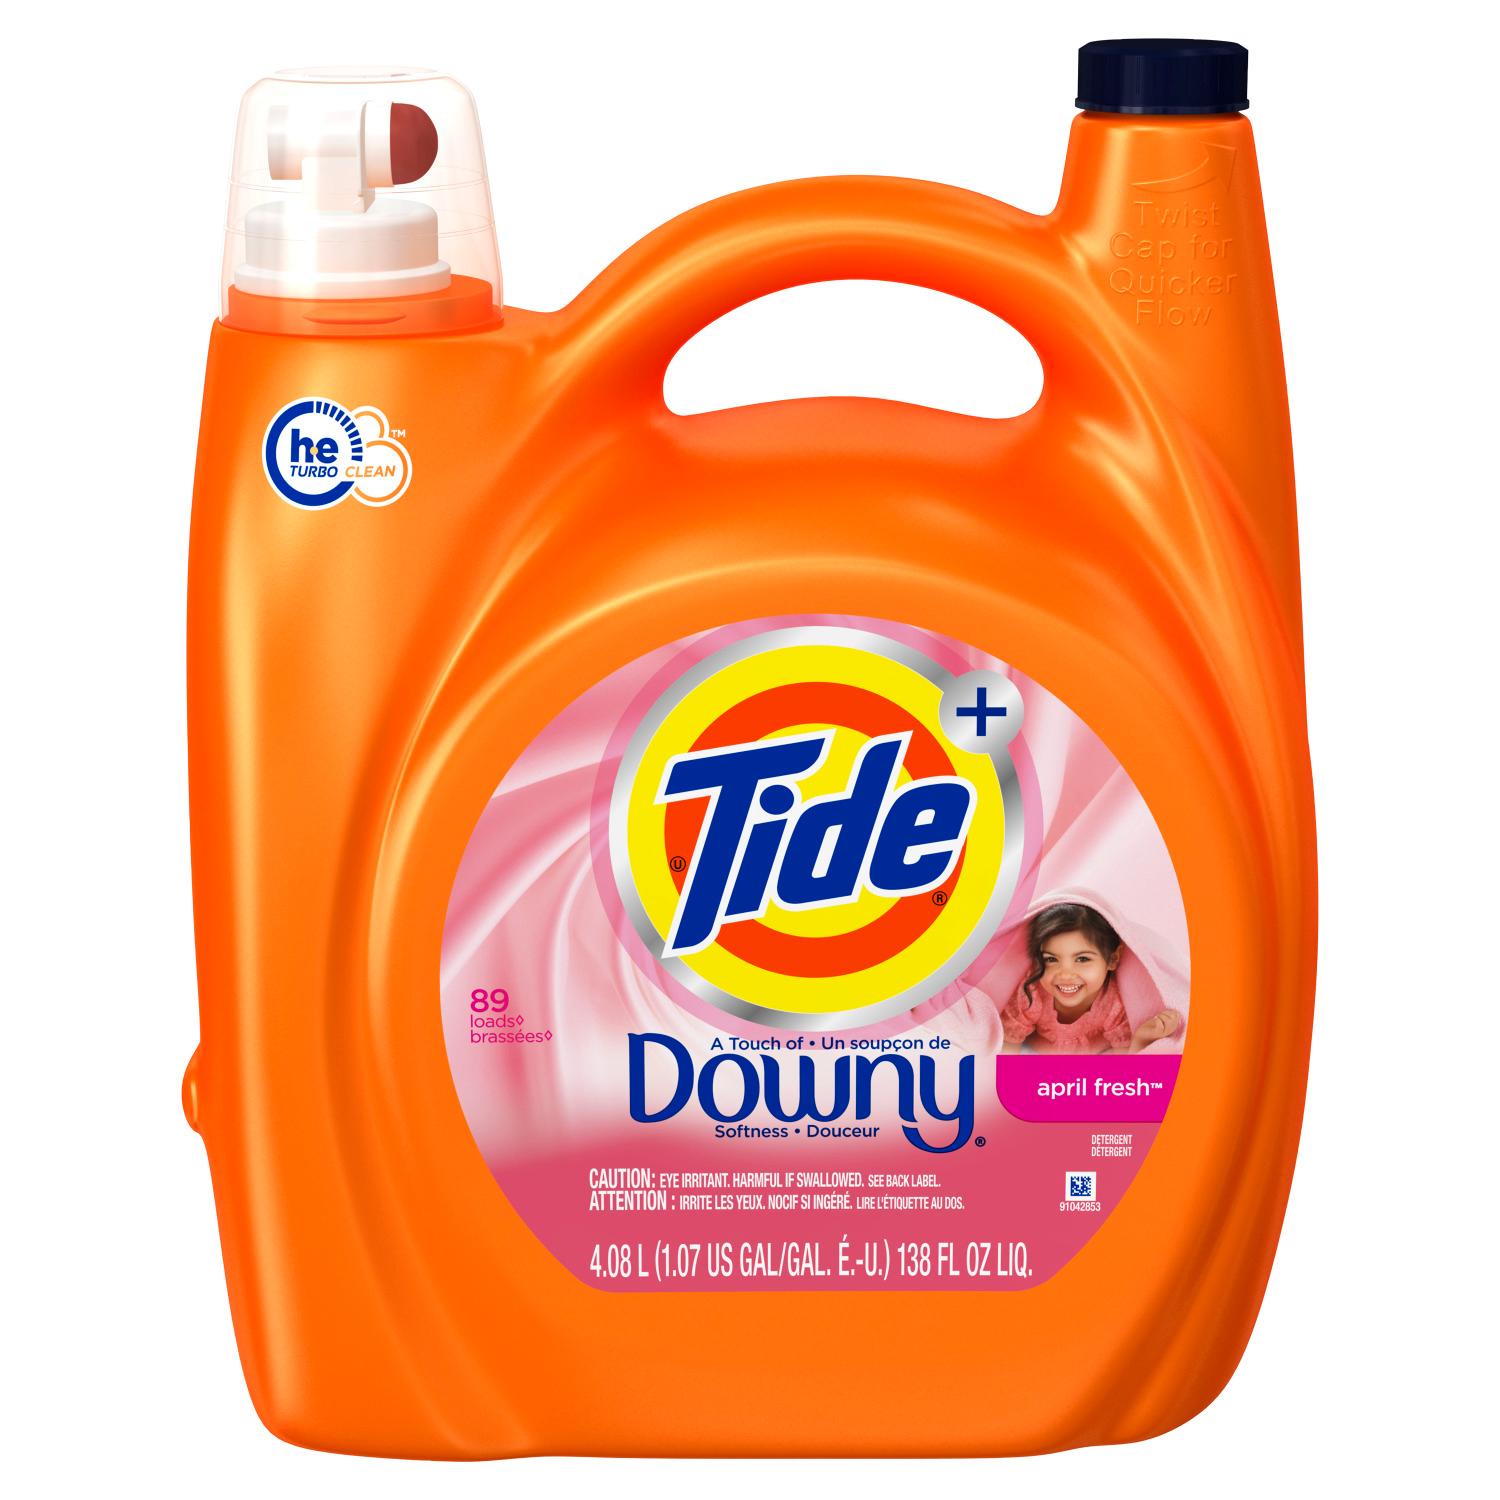 Twist
Cap for
Quicker
Flow
he
TURBO CLEAN™
+
Tide
Ⓤ
®
89
loads◊
brassées◊
A Touch of • Un soupçon de
Downy®
Softness • Douceur
april fresh™
DETERGENT
DÉTERGENT
CAUTION: EYE IRRITANT. HARMFUL IF SWALLOWED. SEE BACK LABEL.
ATTENTION : IRRITE LES YEUX. NOCIF SI INGÉRÉ. LIRE L'ÉTIQUETTE AU DOS.
91042853
4.08 L (1.07 US GAL/GAL. É.-U.) 138 FL OZ LIQ.